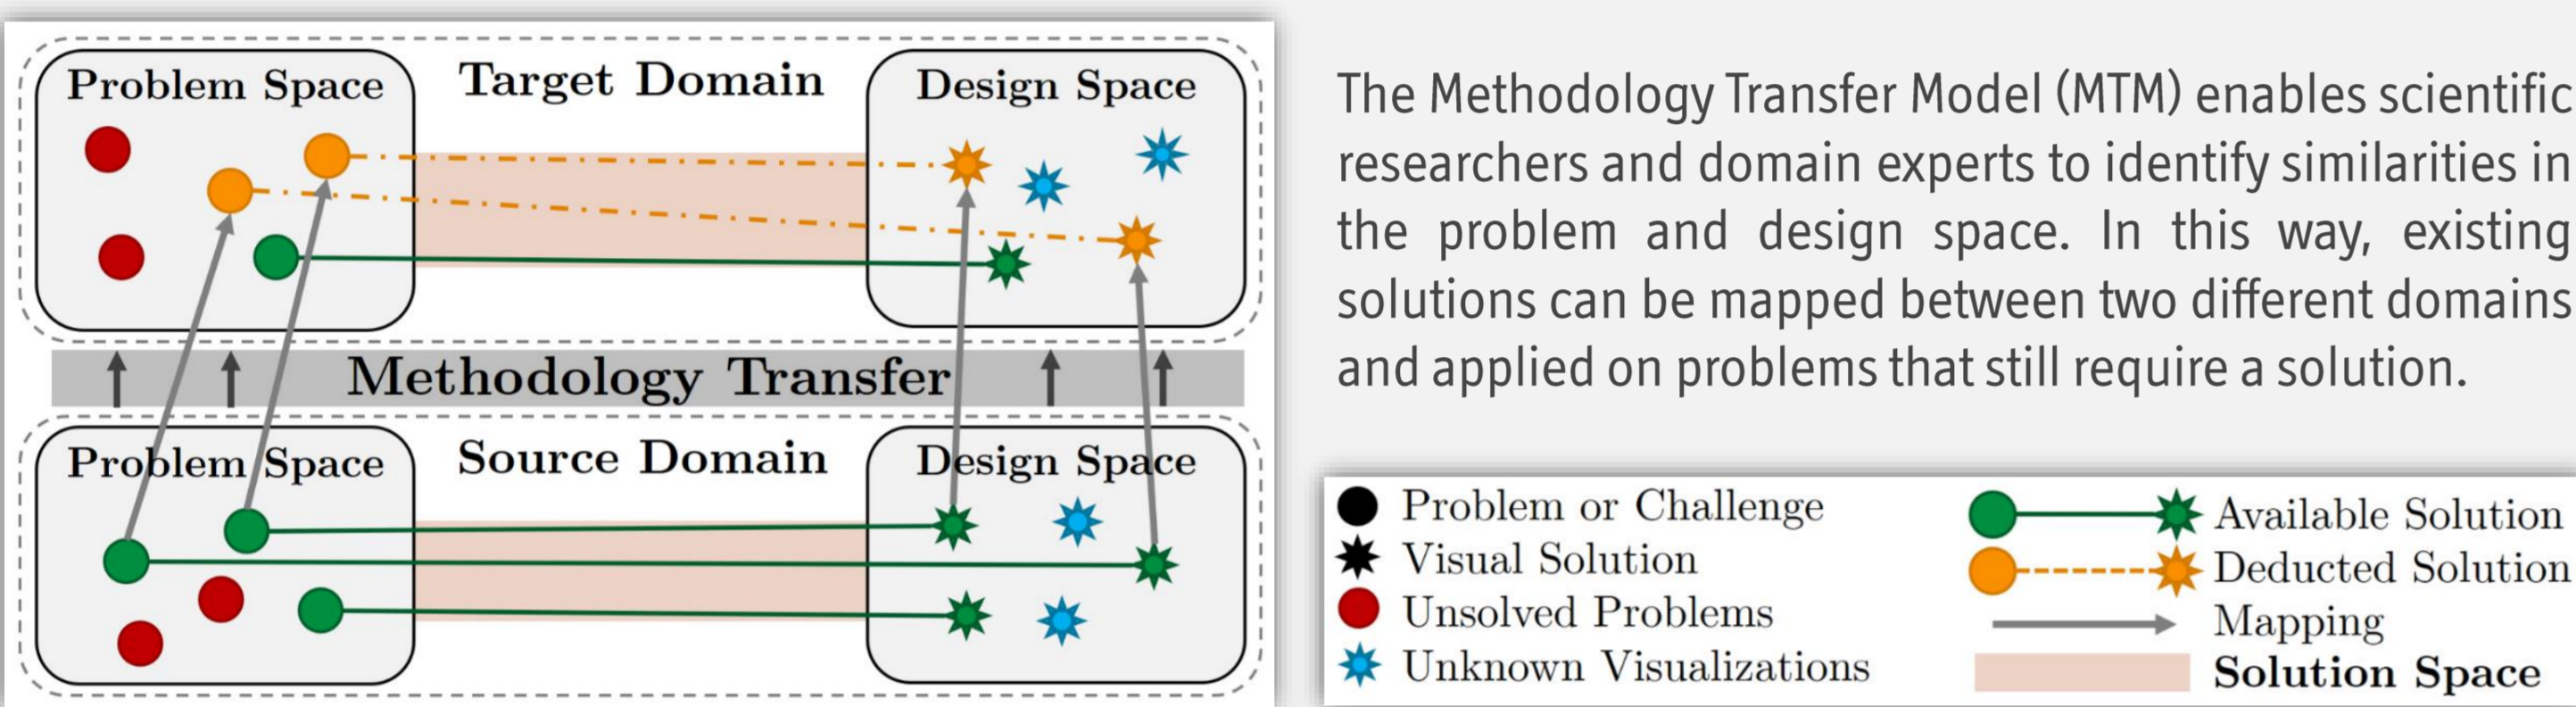 Problem Space
Target Domain
Design Space
Methodology Transfer
Problem Space
Source Domain
Design Space
The Methodology Transfer Model (MTM) enables scientific
researchers and domain experts to identify similarities in
the problem and design space. In this way, existing
solutions can be mapped between two different domains
and applied on problems that still require a solution.
Problem or Challenge
Visual Solution
Unsolved Problems
Unknown Visualizations
Available Solution
Deducted Solution
Mapping
Solution Space